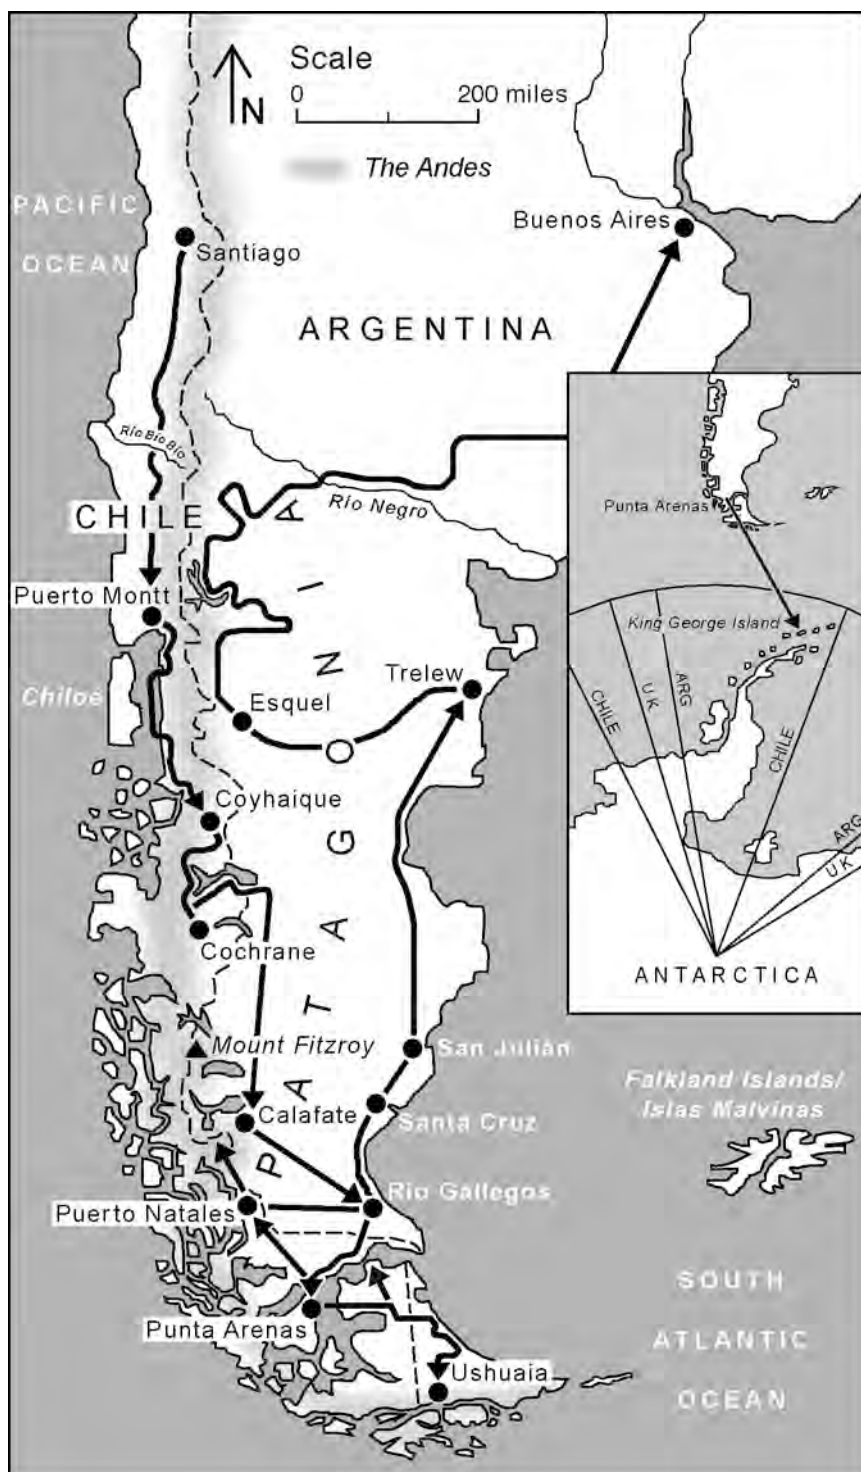 Scale
0 200 miles
N
The Andes
PACIFIC
OCEAN
Santiago
Buenos Aires
ARGENTINA
Río Bío Bío
CHILE
Río Negro
Puerto Montt
Chiloé
Esquel
Trelew
Coyhaique
Cochrane
PATAGONIA
Mount Fitzroy
San Julián
Calafate
Santa Cruz
Puerto Natales
Río Gallegos
Punta Arenas
Ushuaia
Falkland Islands/
Islas Malvinas
SOUTH
ATLANTIC
OCEAN
Punta Arenas
King George Island
CHILE
UK
ARG
CHILE
ARG
UK
ANTARCTICA